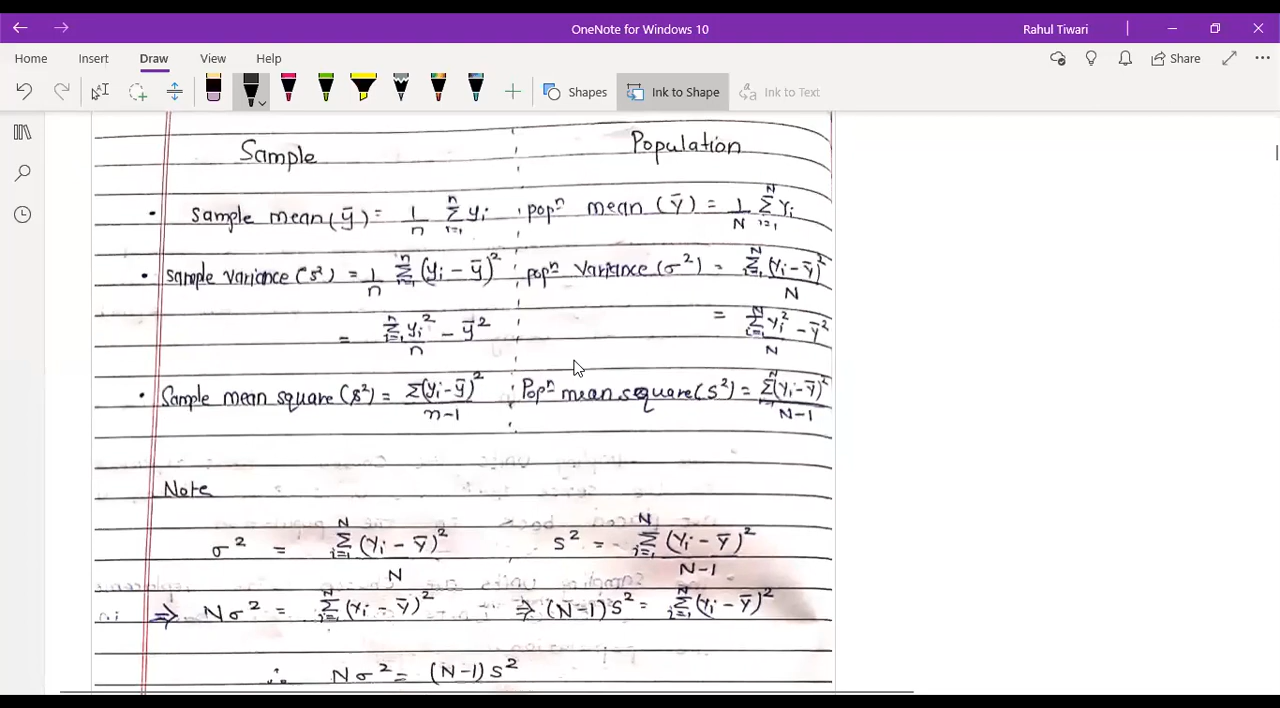 OneNote for Windows 10
Rahul Tiwari
Home Insert Draw View Help
Share
Shapes Ink to Shape Ink to Text
Sample Population
• Sample mean (ȳ) = 1/n Σ_{i=1}^{n} yᵢ
popⁿ mean (Ȳ) = 1/N Σ_{i=1}^{N} Yᵢ
• Sample variance (s²) = 1/n Σ_{i=1}^{n} (yᵢ - ȳ)²
popⁿ variance (σ²) = Σ_{i=1}^{N} (Yᵢ - Ȳ)² / N
= Σ_{i=1}^{n} yᵢ² / n - ȳ²
= Σ_{i=1}^{N} Yᵢ² / N - Ȳ²
• Sample mean square (s²) = Σ(yᵢ - ȳ)² / n-1
Popⁿ mean square (S²) = Σ^{N} (Yᵢ - Ȳ)² / N-1
Note
σ² = Σ_{i=1}^{N} (Yᵢ - Ȳ)² / N
S² = Σ_{i=1}^{N} (Yᵢ - Ȳ)² / N-1
⇒ Nσ² = Σ_{i=1}^{N} (Yᵢ - Ȳ)²
⇒ (N-1)S² = Σ_{i=1}^{N} (Yᵢ - Ȳ)²
∴ Nσ² = (N-1)S²